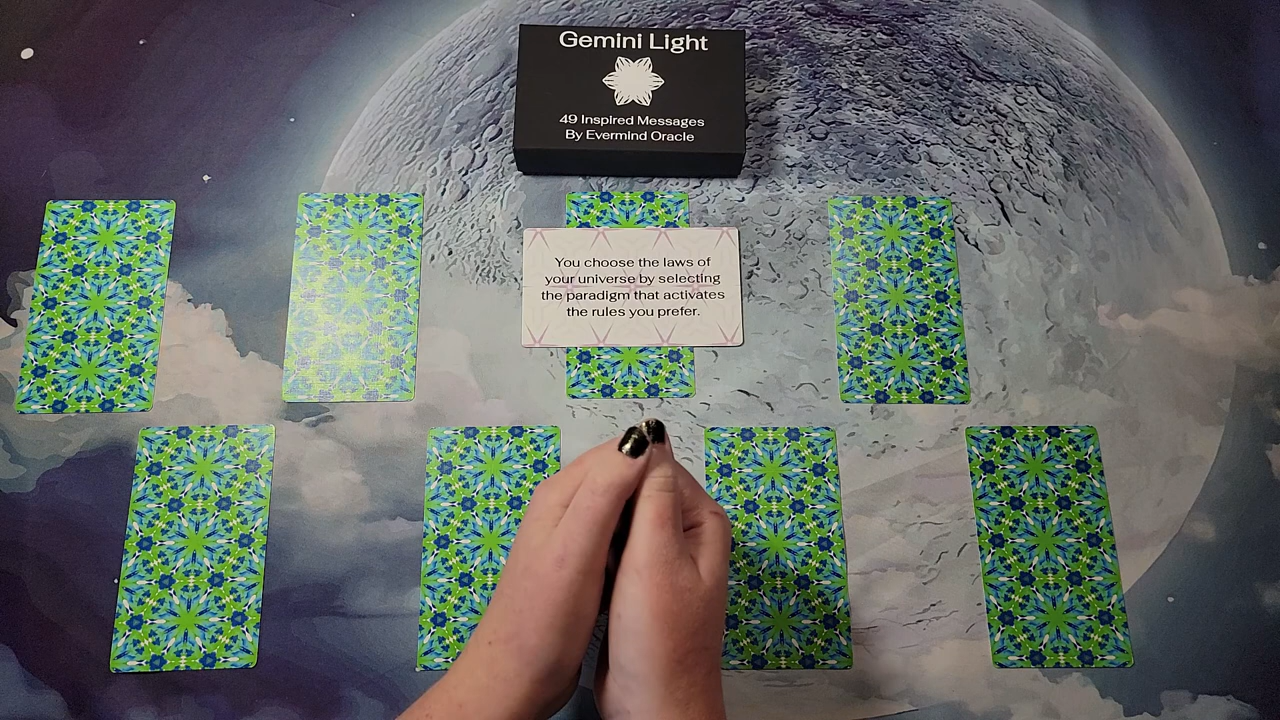 Gemini Light
49 Inspired Messages
By Evermind Oracle
You choose the laws of
your universe by selecting
the paradigm that activates
the rules you prefer.